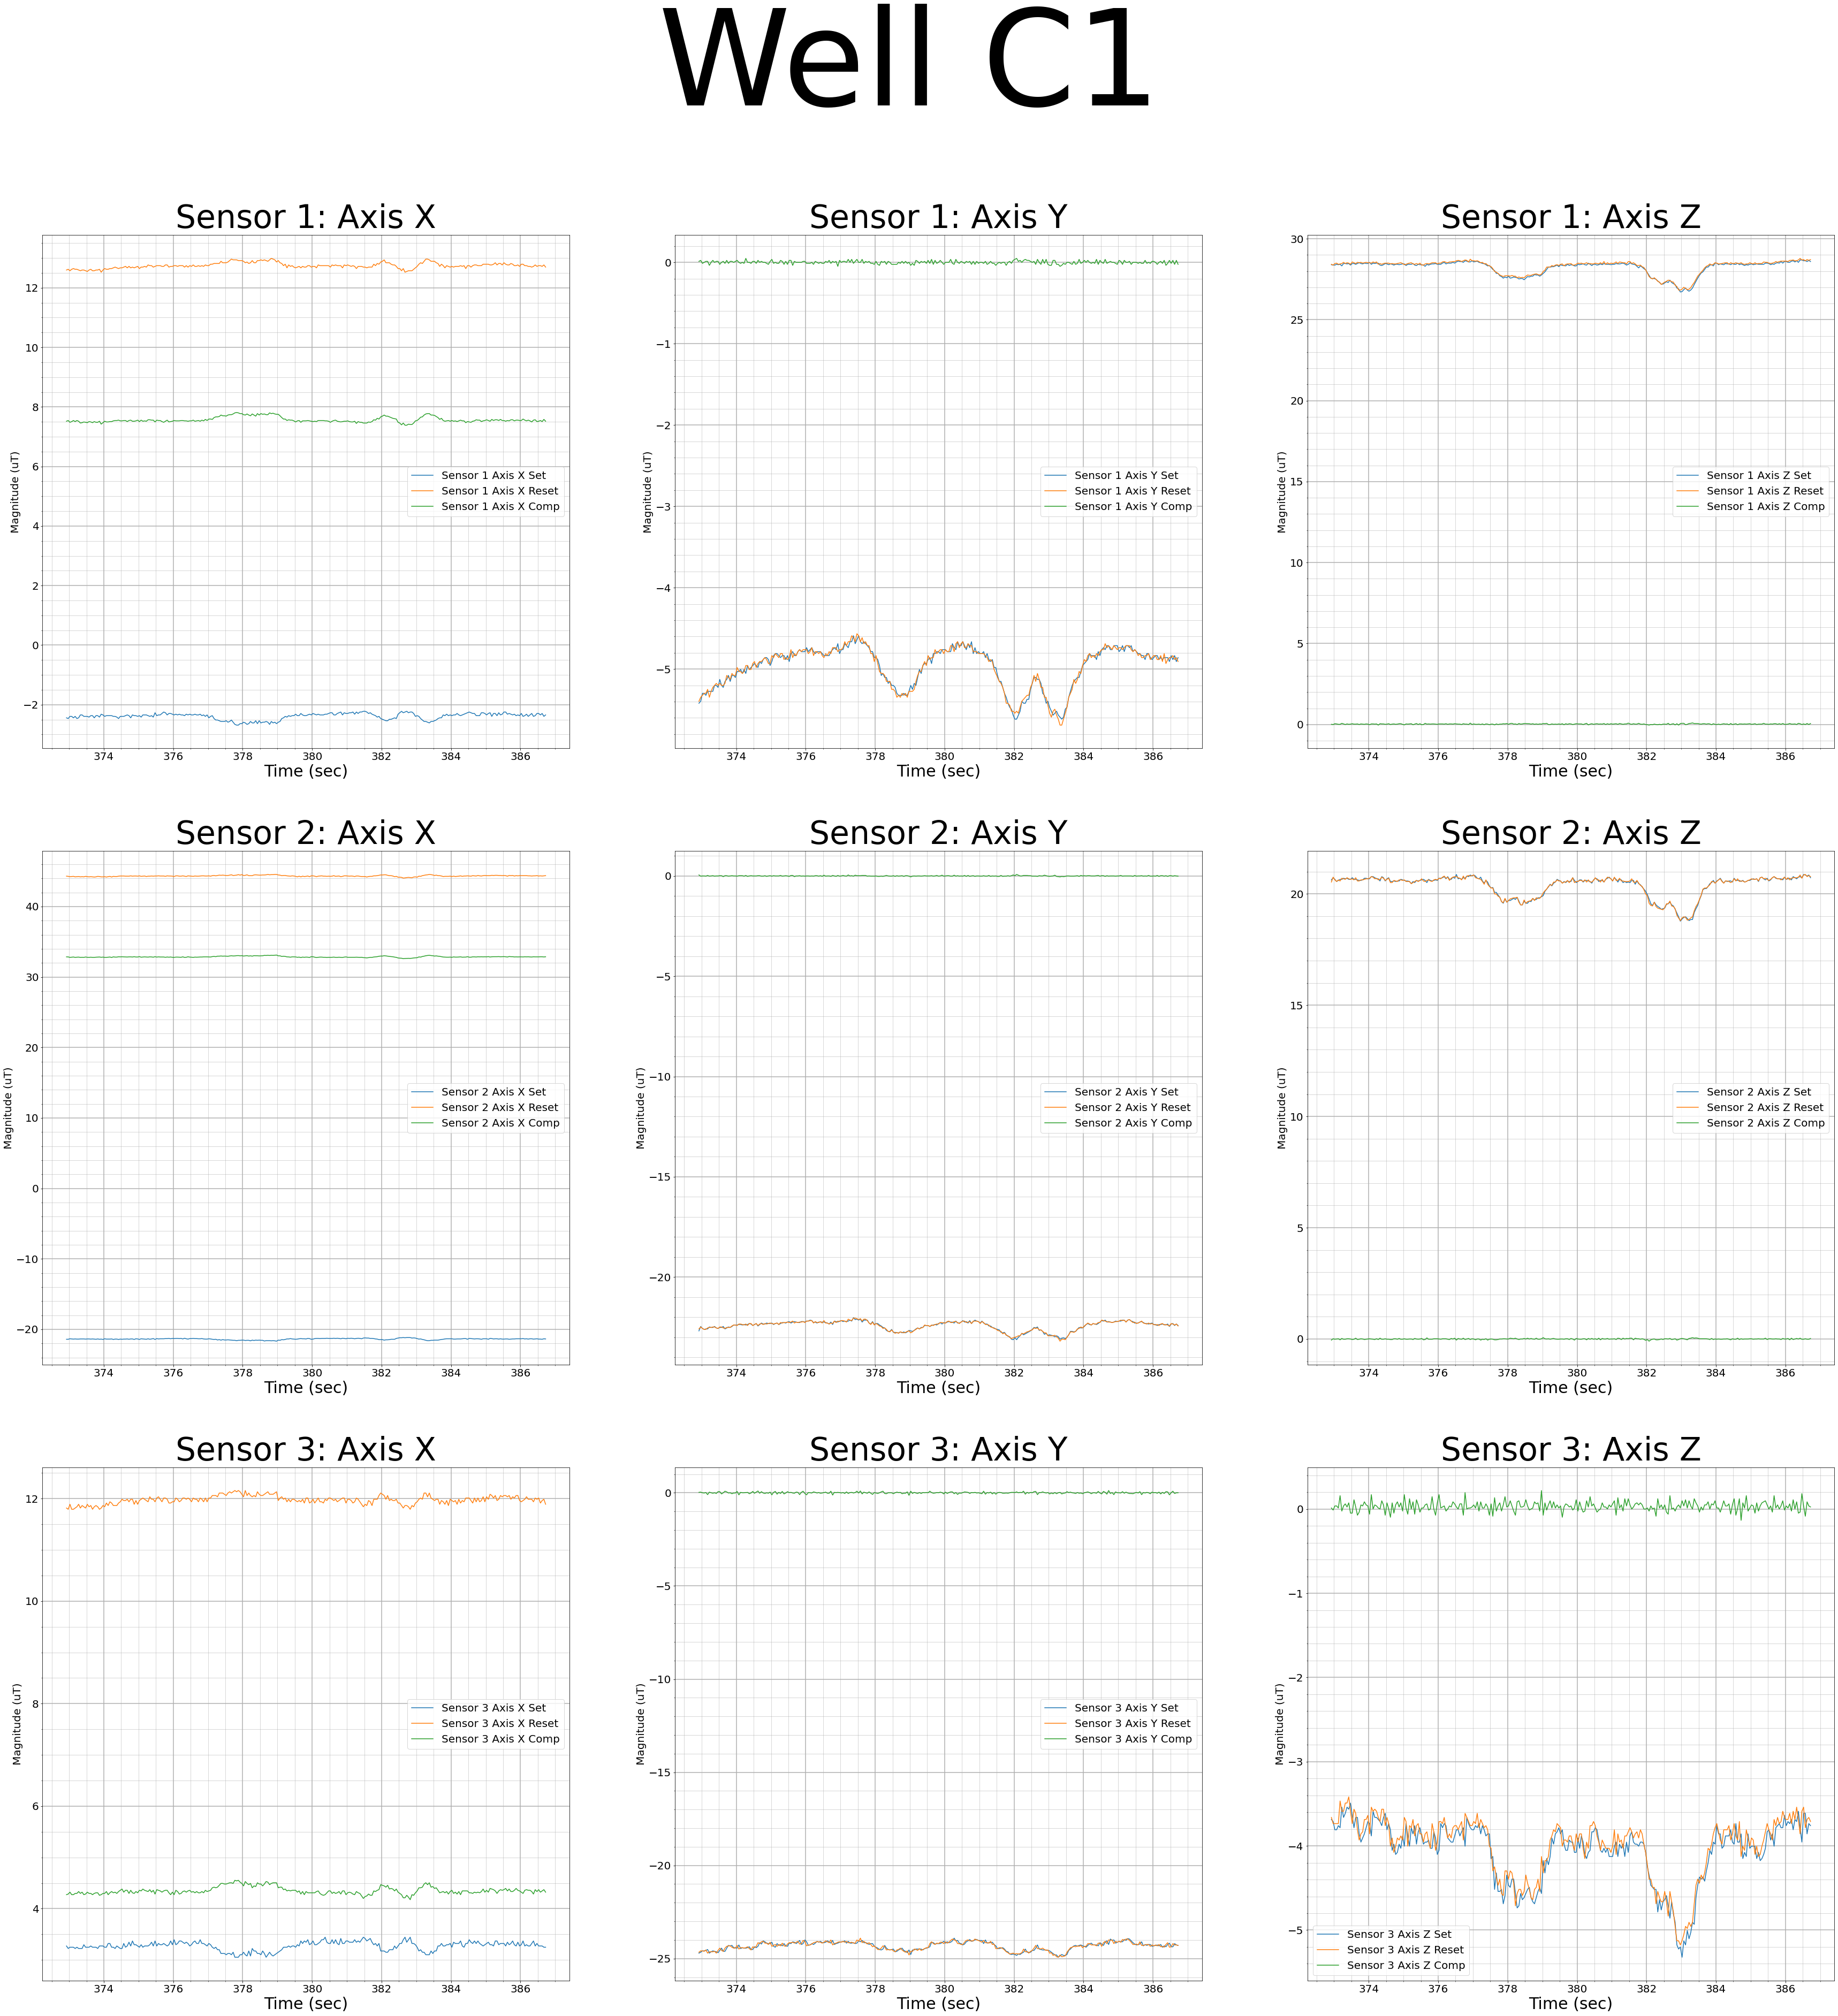 Well C1
Sensor 1: Axis X
Sensor 1: Axis Y
Sensor 1: Axis Z
Magnitude (uT)
12
10
8
6
4
2
0
−2
Sensor 1 Axis X Set
Sensor 1 Axis X Reset
Sensor 1 Axis X Comp
374 376 378 380 382 384 386
Time (sec)
Magnitude (uT)
0
−1
−2
−3
−4
−5
Sensor 1 Axis Y Set
Sensor 1 Axis Y Reset
Sensor 1 Axis Y Comp
374 376 378 380 382 384 386
Time (sec)
Magnitude (uT)
30
25
20
15
10
5
0
Sensor 1 Axis Z Set
Sensor 1 Axis Z Reset
Sensor 1 Axis Z Comp
374 376 378 380 382 384 386
Time (sec)
Sensor 2: Axis X
Sensor 2: Axis Y
Sensor 2: Axis Z
Magnitude (uT)
40
30
20
10
0
−10
−20
Sensor 2 Axis X Set
Sensor 2 Axis X Reset
Sensor 2 Axis X Comp
374 376 378 380 382 384 386
Time (sec)
Magnitude (uT)
0
−5
−10
−15
−20
Sensor 2 Axis Y Set
Sensor 2 Axis Y Reset
Sensor 2 Axis Y Comp
374 376 378 380 382 384 386
Time (sec)
Magnitude (uT)
20
15
10
5
0
Sensor 2 Axis Z Set
Sensor 2 Axis Z Reset
Sensor 2 Axis Z Comp
374 376 378 380 382 384 386
Time (sec)
Sensor 3: Axis X
Sensor 3: Axis Y
Sensor 3: Axis Z
Magnitude (uT)
12
10
8
6
4
Sensor 3 Axis X Set
Sensor 3 Axis X Reset
Sensor 3 Axis X Comp
374 376 378 380 382 384 386
Time (sec)
Magnitude (uT)
0
−5
−10
−15
−20
−25
Sensor 3 Axis Y Set
Sensor 3 Axis Y Reset
Sensor 3 Axis Y Comp
374 376 378 380 382 384 386
Time (sec)
Magnitude (uT)
0
−1
−2
−3
−4
−5
Sensor 3 Axis Z Set
Sensor 3 Axis Z Reset
Sensor 3 Axis Z Comp
374 376 378 380 382 384 386
Time (sec)